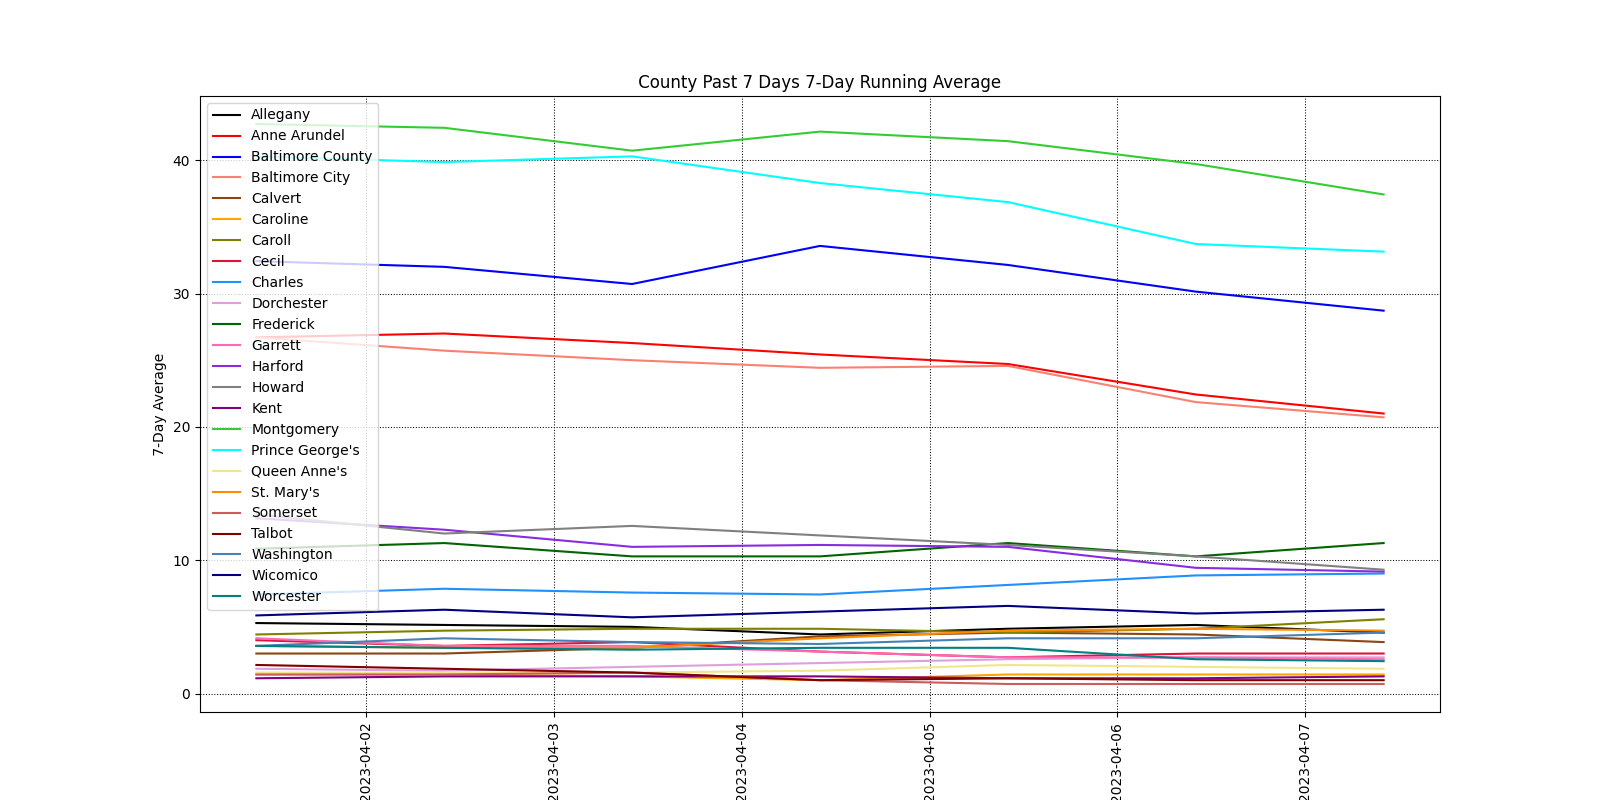 County Past 7 Days 7-Day Running Average
Allegany
Anne Arundel
Baltimore County
Baltimore City
Calvert
Caroline
Caroll
Cecil
Charles
Dorchester
Frederick
Garrett
Harford
Howard
Kent
Montgomery
Prince George's
Queen Anne's
St. Mary's
Somerset
Talbot
Washington
Wicomico
Worcester
7-Day Average
40
30
20
10
0
2023-04-02
2023-04-03
2023-04-04
2023-04-05
2023-04-06
2023-04-07